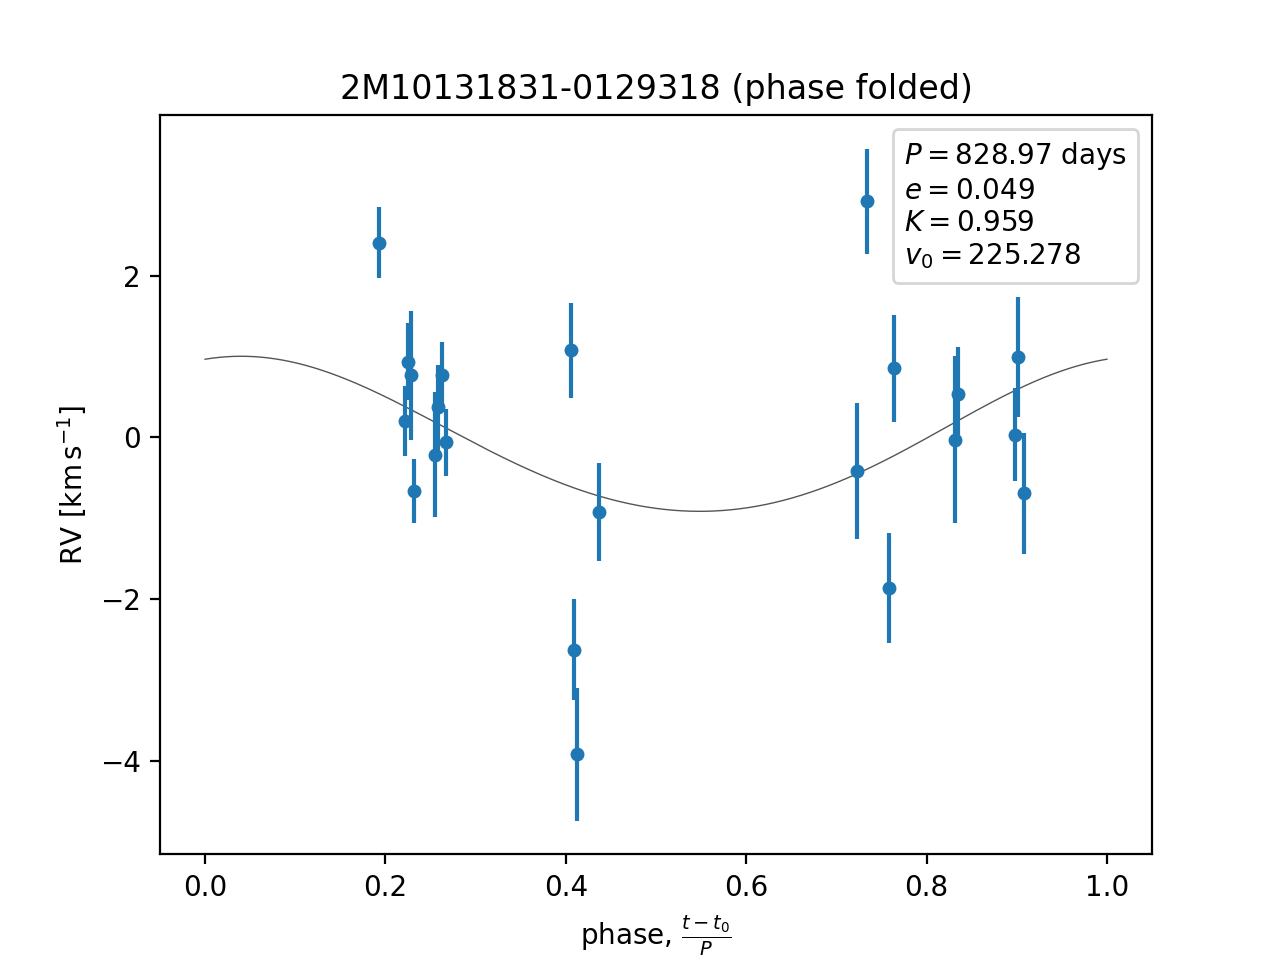 2M10131831-0129318 (phase folded)
P = 828.97 days
e = 0.049
K = 0.959
v₀ = 225.278
RV [km s⁻¹]
2
0
−2
−4
0.0 0.2 0.4 0.6 0.8 1.0
phase, (t − t₀)/P